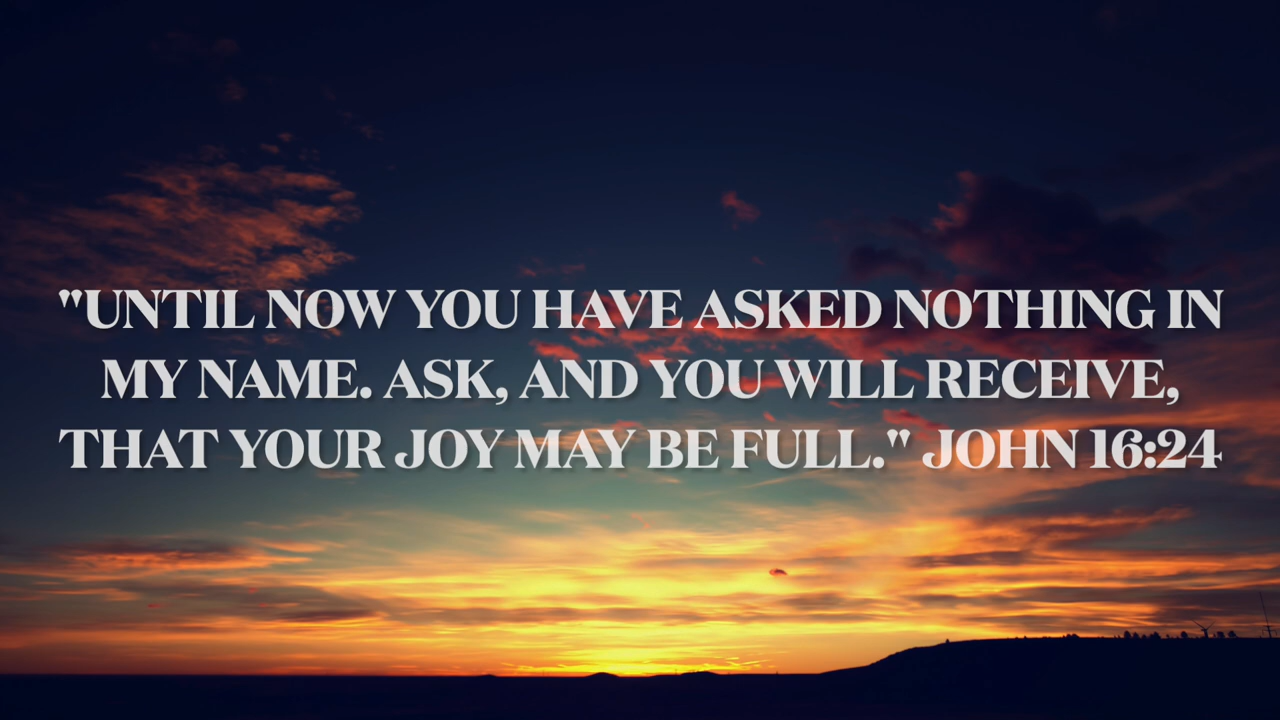 "UNTIL NOW YOU HAVE ASKED NOTHING IN
MY NAME. ASK, AND YOU WILL RECEIVE,
THAT YOUR JOY MAY BE FULL." JOHN 16:24